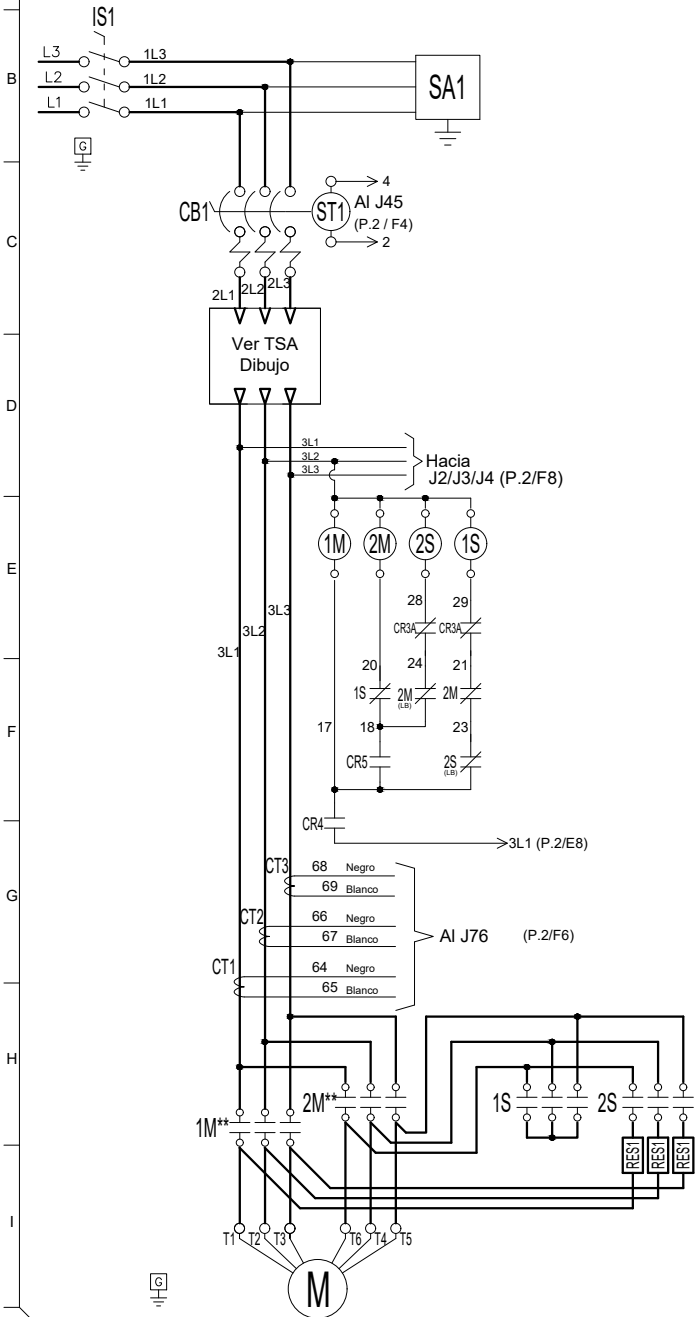 IS1
L3 1L3
B
L2 1L2
SA1
L1 1L1
G
4
Al J45
CB1
ST1
(P.2 / F4)
C
2
2L1 2L2 2L3
Ver TSA
Dibujo
D
3L1
3L2
3L3
Hacia
J2/J3/J4 (P.2/F8)
1M 2M 2S 1S
E
28 29
CR3A CR3A
3L3
3L2
3L1
20 24 21
1S 2M 2M
(LB)
F
17 18 23
CR5 2S
(LB)
CR4
3L1 (P.2/E8)
CT3 68 Negro
69 Blanco
G
CT2 66 Negro
67 Blanco
Al J76 (P.2/F6)
CT1 64 Negro
65 Blanco
H
1M** 2M** 1S 2S
RES1 RES1 RES1
I
T1 T2 T3 T6 T4 T5
G
M